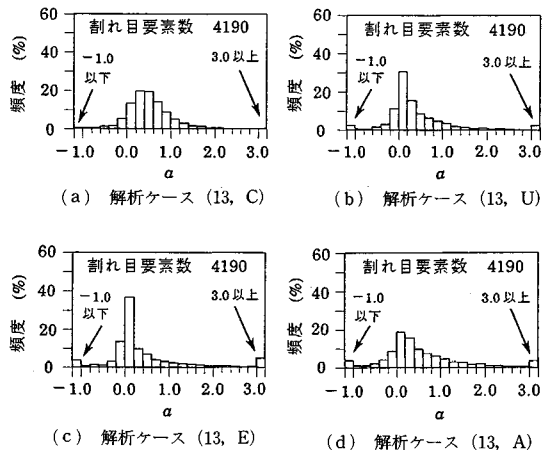 割れ目要素数 4190
頻度 (%)
60
40
20
0
-1.0
以下
3.0以上
-1.0 0.0 1.0 2.0 3.0
a
(a) 解析ケース (13, C)
割れ目要素数 4190
頻度 (%)
60
40
20
0
-1.0
以下
3.0以上
-1.0 0.0 1.0 2.0 3.0
a
(b) 解析ケース (13, U)
割れ目要素数 4190
頻度 (%)
60
40
20
0
-1.0
以下
3.0以上
-1.0 0.0 1.0 2.0 3.0
a
(c) 解析ケース (13, E)
割れ目要素数 4190
頻度 (%)
60
40
20
0
-1.0
以下
3.0以上
-1.0 0.0 1.0 2.0 3.0
a
(d) 解析ケース (13, A)